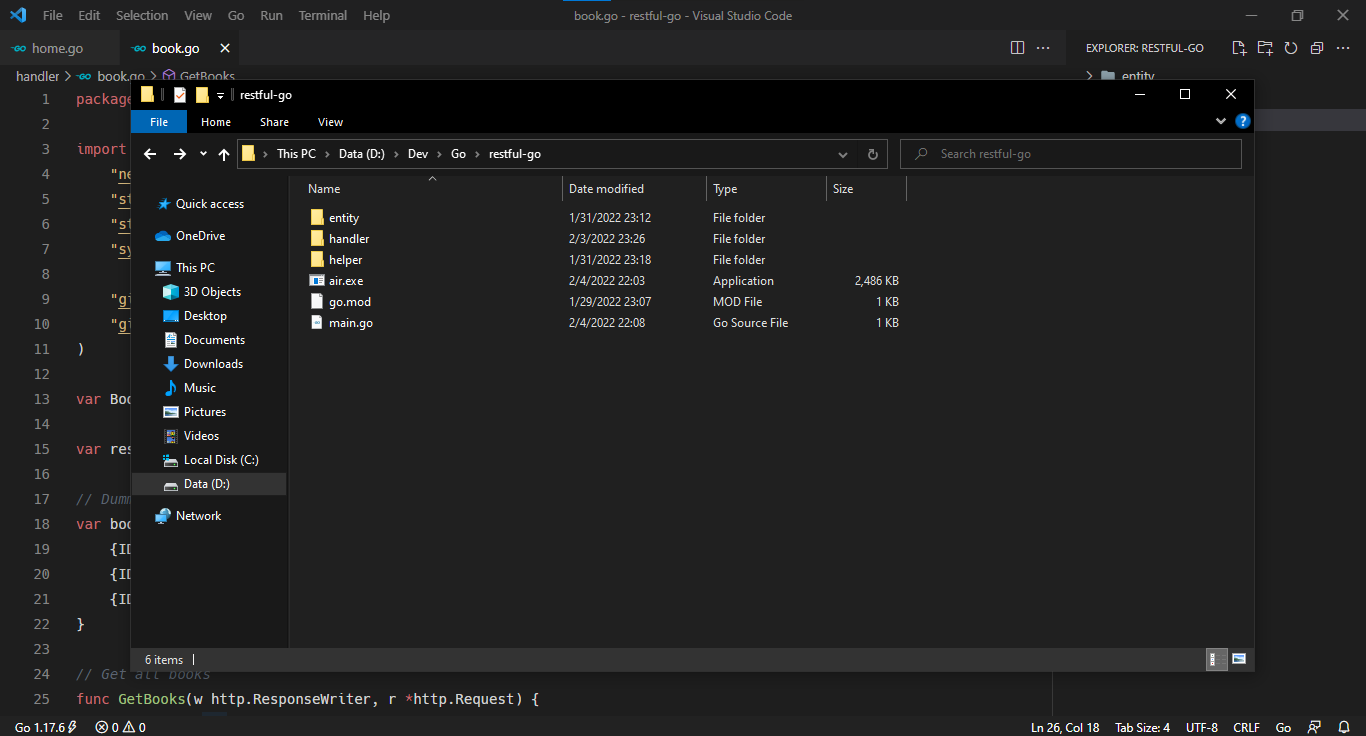 File Edit Selection View Go Run Terminal Help book.go - restful-go - Visual Studio Code
home.go book.go EXPLORER: RESTFUL-GO
handler > book.go > GetBooks
entity
restful-go
File Home Share View
This PC > Data (D:) > Dev > Go > restful-go Search restful-go
Name Date modified Type Size
entity 1/31/2022 23:12 File folder
handler 2/3/2022 23:26 File folder
helper 1/31/2022 23:18 File folder
air.exe 2/4/2022 22:03 Application 2,486 KB
go.mod 1/29/2022 23:07 MOD File 1 KB
main.go 2/4/2022 22:08 Go Source File 1 KB
Quick access
OneDrive
This PC
3D Objects
Desktop
Documents
Downloads
Music
Pictures
Videos
Local Disk (C:)
Data (D:)
Network
6 items
1 package
2
3 import
4 "ne
5 "st
6 "st
7 "sy
8
9 "gi
10 "gi
11 )
12
13 var Boo
14
15 var res
16
17 // Dumm
18 var boo
19 {ID
20 {ID
21 {ID
22 }
23
24 // Get all books
25 func GetBooks(w http.ResponseWriter, r *http.Request) {
Go 1.17.6 0 0 Ln 26, Col 18 Tab Size: 4 UTF-8 CRLF Go